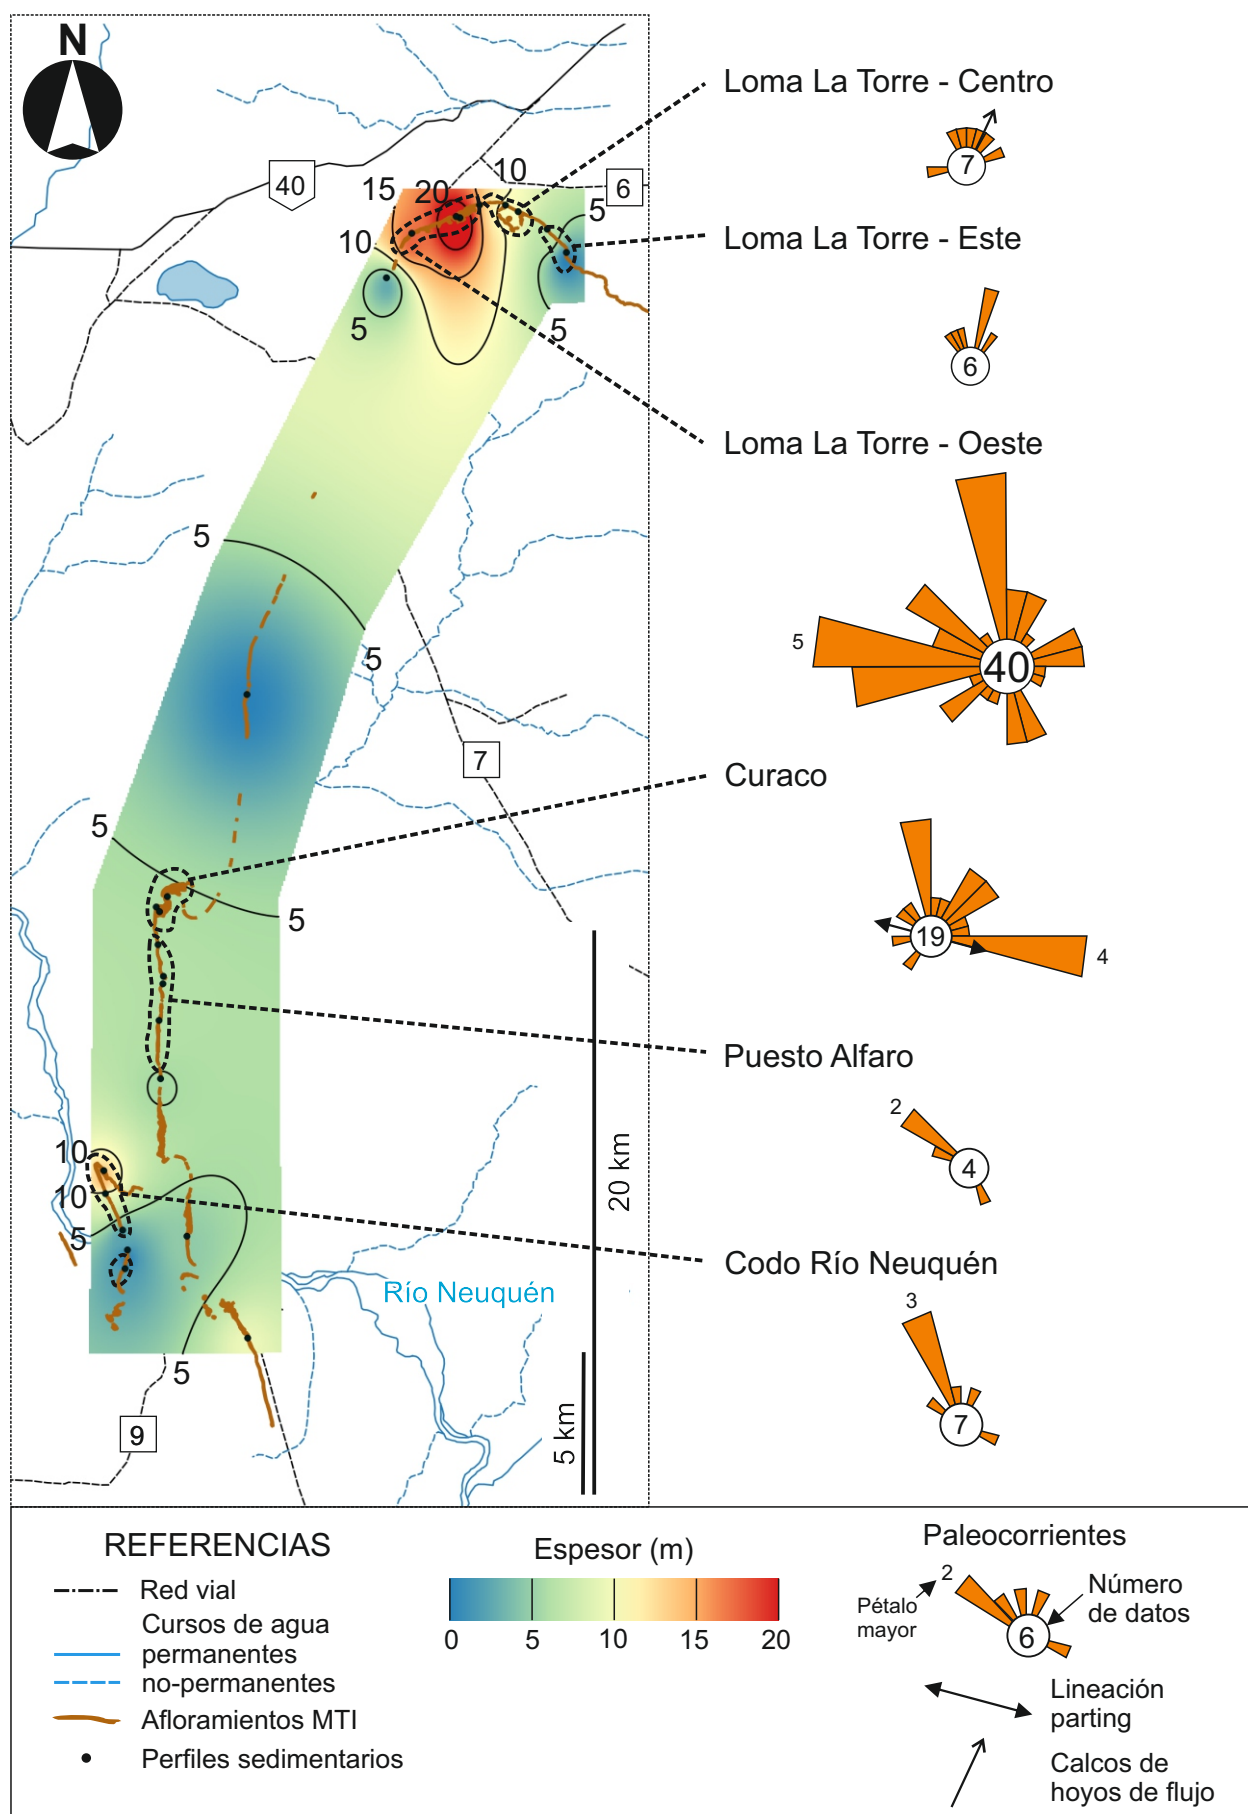 N
40
15
20
10
6
5
10
5
5
5
5
7
5
5
10
10
5
5
9
Río Neuquén
20 km
5 km
Loma La Torre - Centro
7
Loma La Torre - Este
6
Loma La Torre - Oeste
5
40
Curaco
19
4
Puesto Alfaro
2
4
Codo Río Neuquén
3
7
REFERENCIAS
Red vial
Cursos de agua
permanentes
no-permanentes
Afloramientos MTI
Perfiles sedimentarios
Espesor (m)
0 5 10 15 20
Paleocorrientes
2
Pétalo
mayor
6
Número
de datos
Lineación
parting
Calcos de
hoyos de flujo